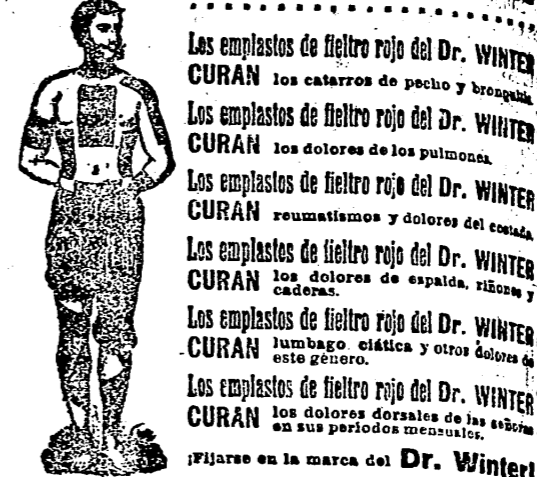 Los emplastos de fieltro rojo del Dr. WINTER
CURAN los catarros de pecho y bronquitis
Los emplastos de fieltro rojo del Dr. WINTER
CURAN los dolores de los pulmones
Los emplastos de fieltro rojo del Dr. WINTER
CURAN reumatismos y dolores del costado
Los emplastos de fieltro rojo del Dr. WINTER
CURAN los dolores de espalda, riñones y
caderas.
Los emplastos de fieltro rojo del Dr. WINTER
CURAN lumbago ciática y otros dolores de
este género.
Los emplastos de fieltro rojo del Dr. WINTER
CURAN los dolores dorsales de las señoras
en sus periodos mensuales.
¡Fijarse en la marca del Dr. Winter!